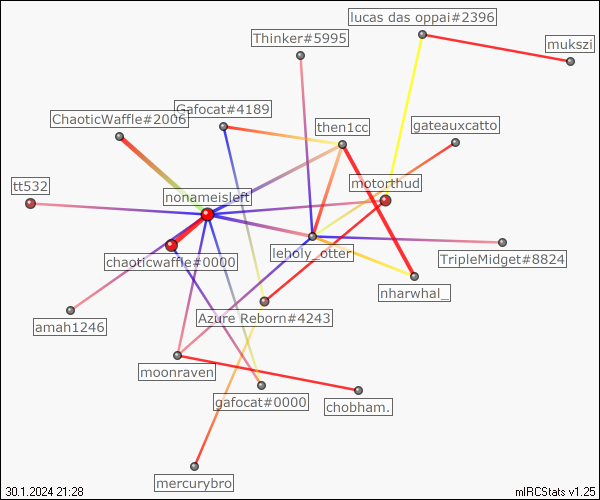 lucas das oppai#2396
Thinker#5995
mukszi
Gafocat#4189
ChaoticWaffle#2006
then1cc
gateauxcatto
tt532
motorthud
nonameisleft
leholy_otter
chaoticwaffle#0000
TripleMidget#8824
nharwhal_
Azure Reborn#4243
amah1246
moonraven
gafocat#0000
chobham.
mercurybro
30.1.2024 21:28
mIRCStats v1.25